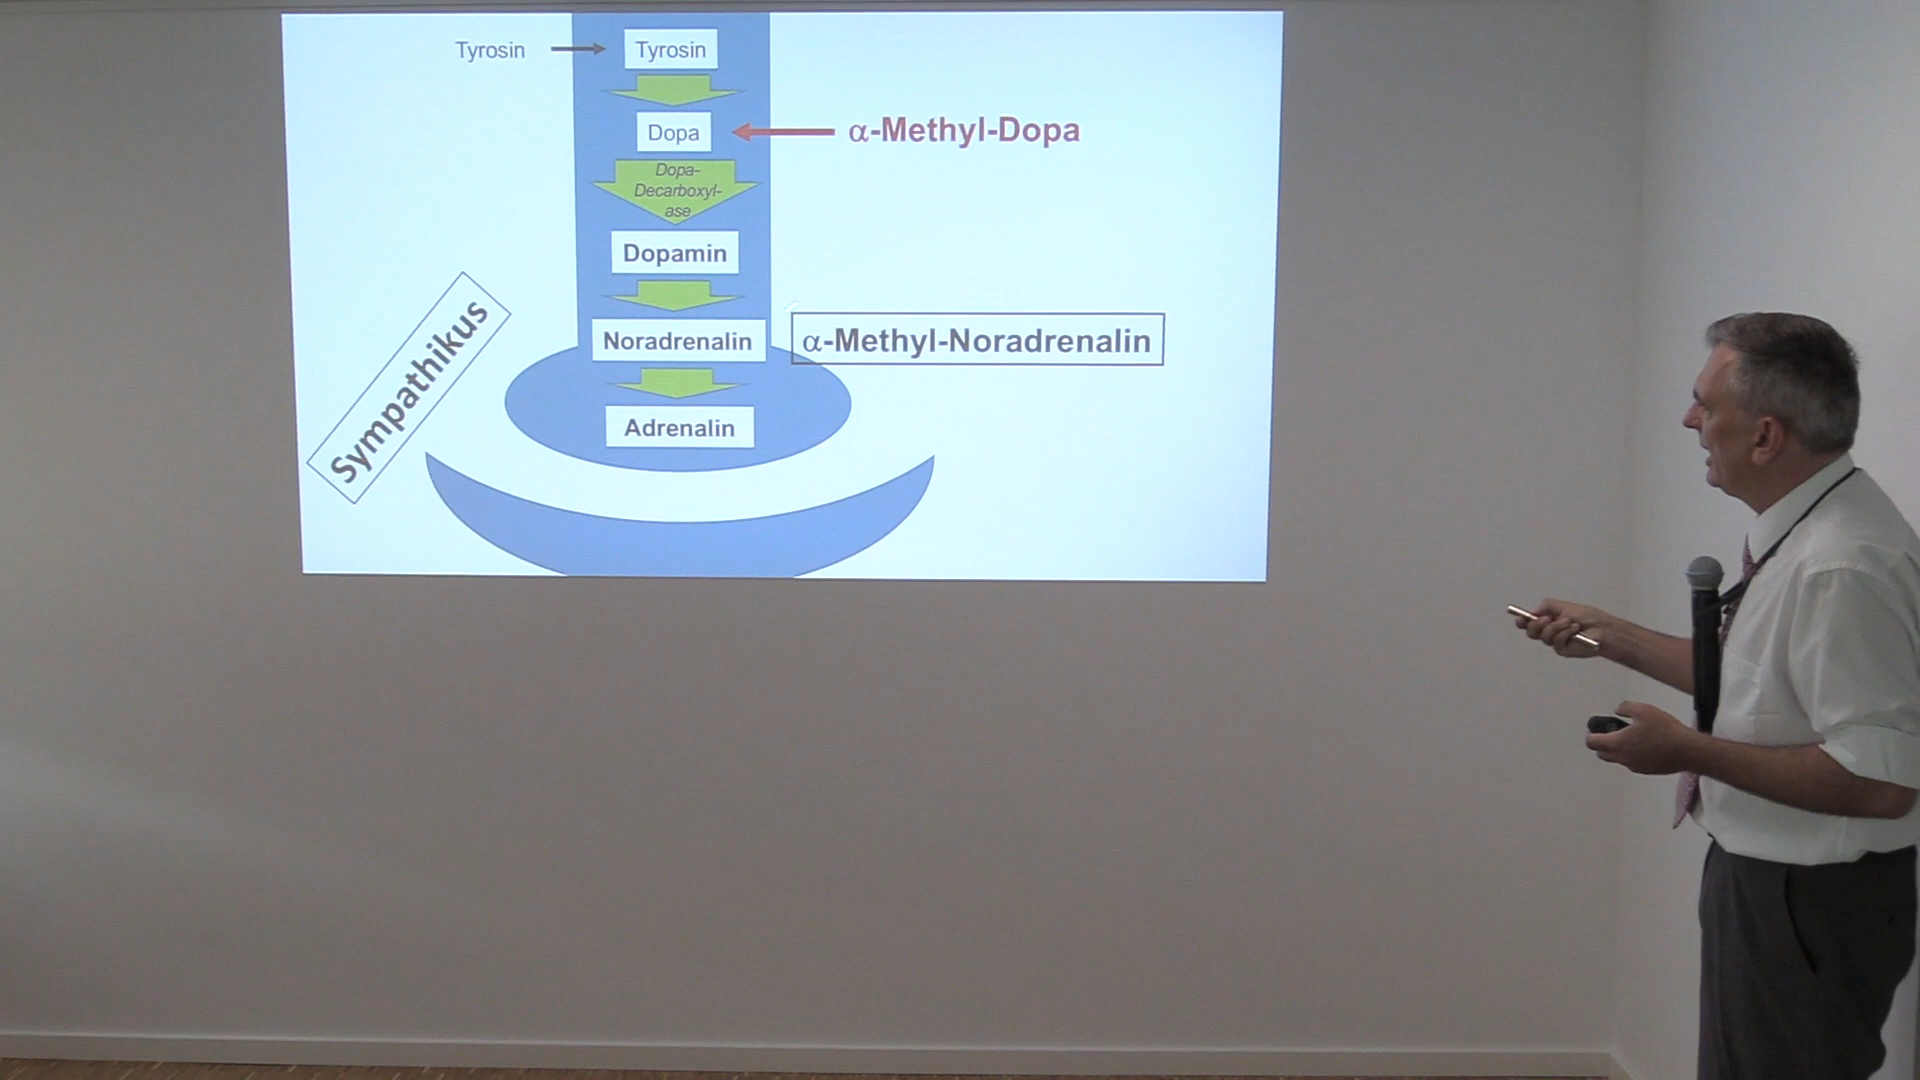 Tyrosin
Tyrosin
Dopa
α-Methyl-Dopa
Dopa-
Decarboxyl-
ase
Dopamin
Noradrenalin
α-Methyl-Noradrenalin
Sympathikus
Adrenalin